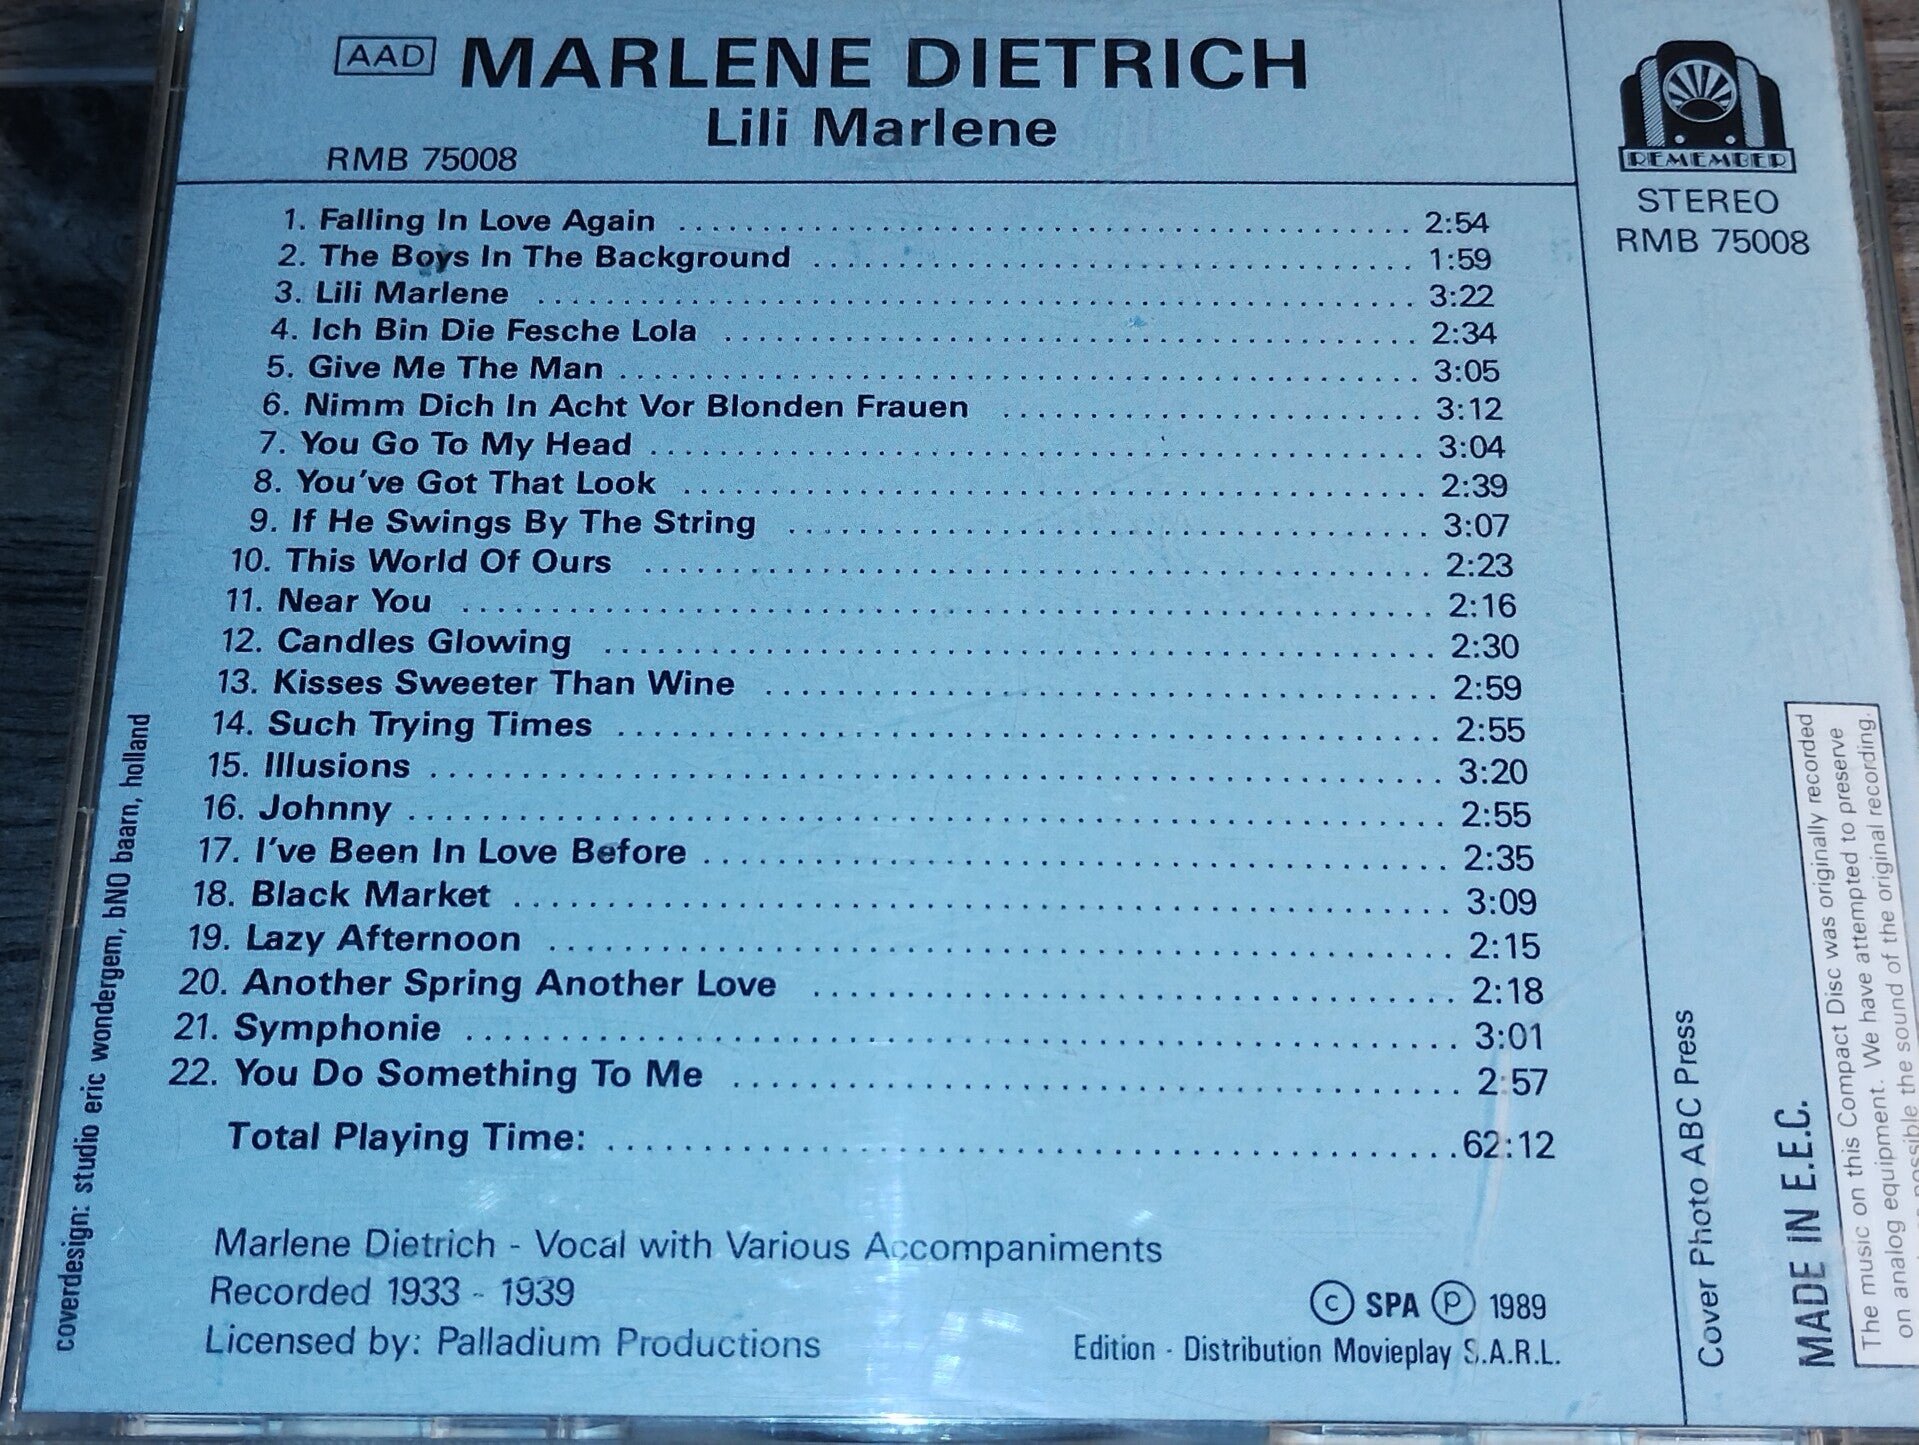 AAD MARLENE DIETRICH
Lili Marlene
RMB 75008
1. Falling In Love Again 2:54
2. The Boys In The Background 1:59
3. Lili Marlene 3:22
4. Ich Bin Die Fesche Lola 2:34
5. Give Me The Man 3:05
6. Nimm Dich In Acht Vor Blonden Frauen 3:12
7. You Go To My Head 3:04
8. You've Got That Look 2:39
9. If He Swings By The String 3:07
10. This World Of Ours 2:23
11. Near You 2:16
12. Candles Glowing 2:30
13. Kisses Sweeter Than Wine 2:59
14. Such Trying Times 2:55
15. Illusions 3:20
16. Johnny 2:55
17. I've Been In Love Before 2:35
18. Black Market 3:09
19. Lazy Afternoon 2:15
20. Another Spring Another Love 2:18
21. Symphonie 3:01
22. You Do Something To Me 2:57
Total Playing Time: 62:12
Marlene Dietrich - Vocal with Various Accompaniments
Recorded 1933 - 1939
Licensed by: Palladium Productions
© SPA ℗ 1989
Edition - Distribution Movieplay S.A.R.L.
coverdesign: studio eric wondergem, bNO baarn, holland
REMEMBER
STEREO
RMB 75008
Cover Photo ABC Press
MADE IN E.E.C.
The music on this Compact Disc was originally recorded
on analog equipment. We have attempted to preserve
possible the sound of the original recording.